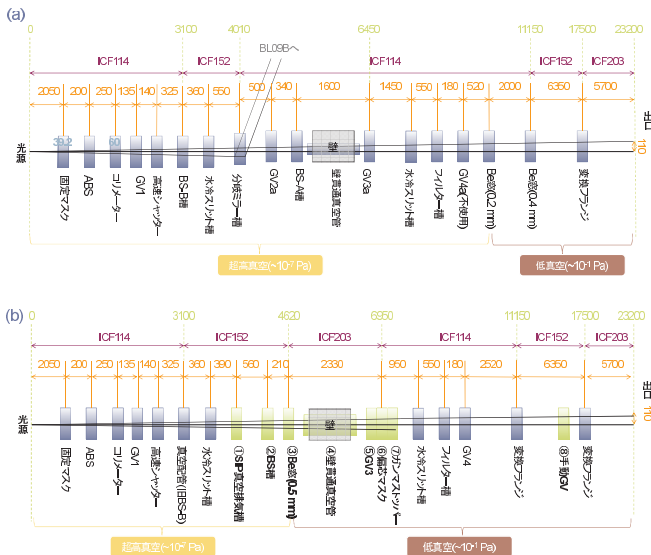 (a)
0
3100
4010
6450
11150
17500
23200
ICF114
ICF152
BL09Bへ
ICF114
ICF152
ICF203
2050
200
250
135
140
325
360
550
500
340
1600
1450
550
180
520
2000
6350
5700
39.2
60
光源
壁
出口
110
固定マスク
ABS
コリメーター
GV1
高速シャッター
BS-B槽
水冷スリット槽
分岐ミラー槽
GV2a
BS-A槽
壁貫通真空管
GV3a
水冷スリット槽
フィルター槽
GV4a(不使用)
Be窓(0.2 mm)
Be窓(0.4 mm)
変換フランジ
超高真空(~10⁻⁷ Pa)
低真空(~10⁻¹ Pa)
(b)
0
3100
4620
6950
11150
17500
23200
ICF114
ICF152
ICF203
ICF114
ICF152
ICF203
2050
200
250
135
140
325
360
390
560
210
2330
950
550
180
2520
6350
5700
光源
壁
出口
110
固定マスク
ABS
コリメーター
GV1
高速シャッター
真空配管(旧BS-B)
水冷スリット槽
①SIP真空排気槽
②BS槽
③Be窓(0.5 mm)
④壁貫通真空管
⑤GV3
⑥偏芯マスク
⑦ガンマストッパー
水冷スリット槽
フィルター槽
GV4
変換フランジ
⑧手動GV
変換フランジ
超高真空(~10⁻⁷ Pa)
低真空(~10⁻¹ Pa)